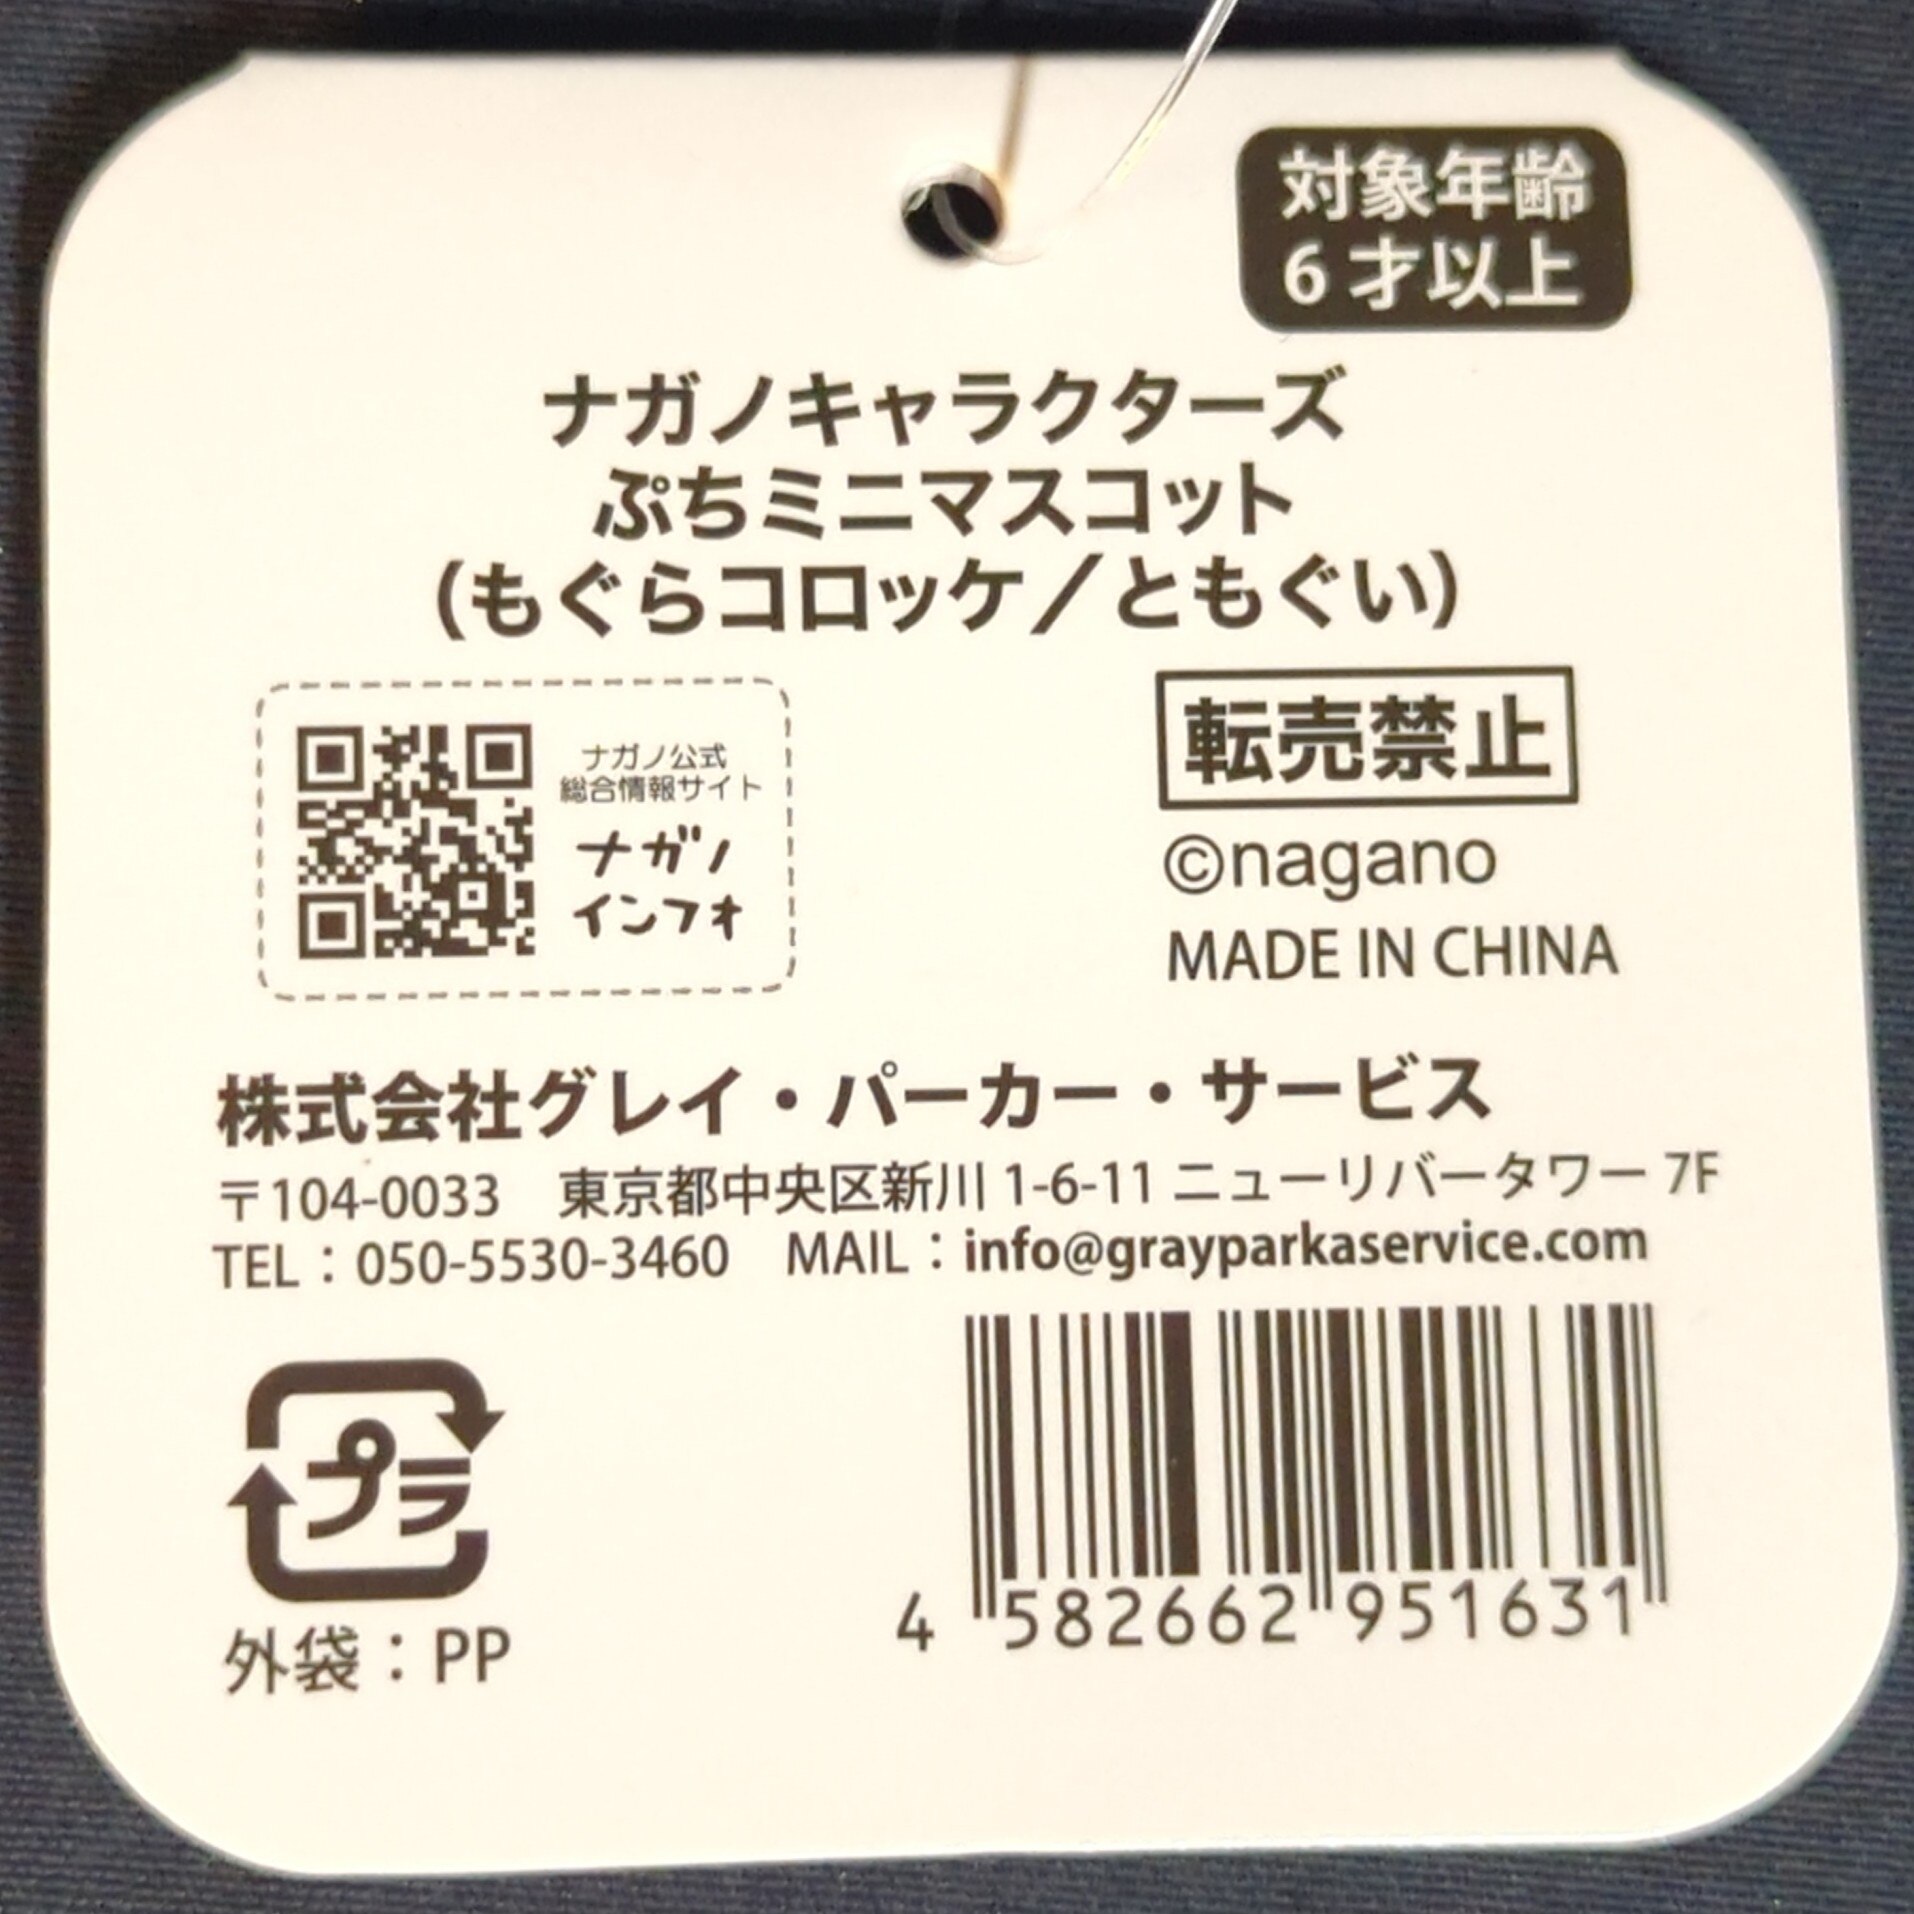 対象年齢
6才以上
ナガノキャラクターズ
ぷちミニマスコット
(もぐらコロッケ／ともぐい)
ナガノ公式
総合情報サイト
ナガノ
インフォ
転売禁止
©nagano
MADE IN CHINA
株式会社グレイ・パーカー・サービス
〒104-0033　東京都中央区新川 1-6-11 ニューリバータワー 7F
TEL：050-5530-3460　MAIL：info@grayparkaservice.com
プラ
外袋：PP
4 582662 951631